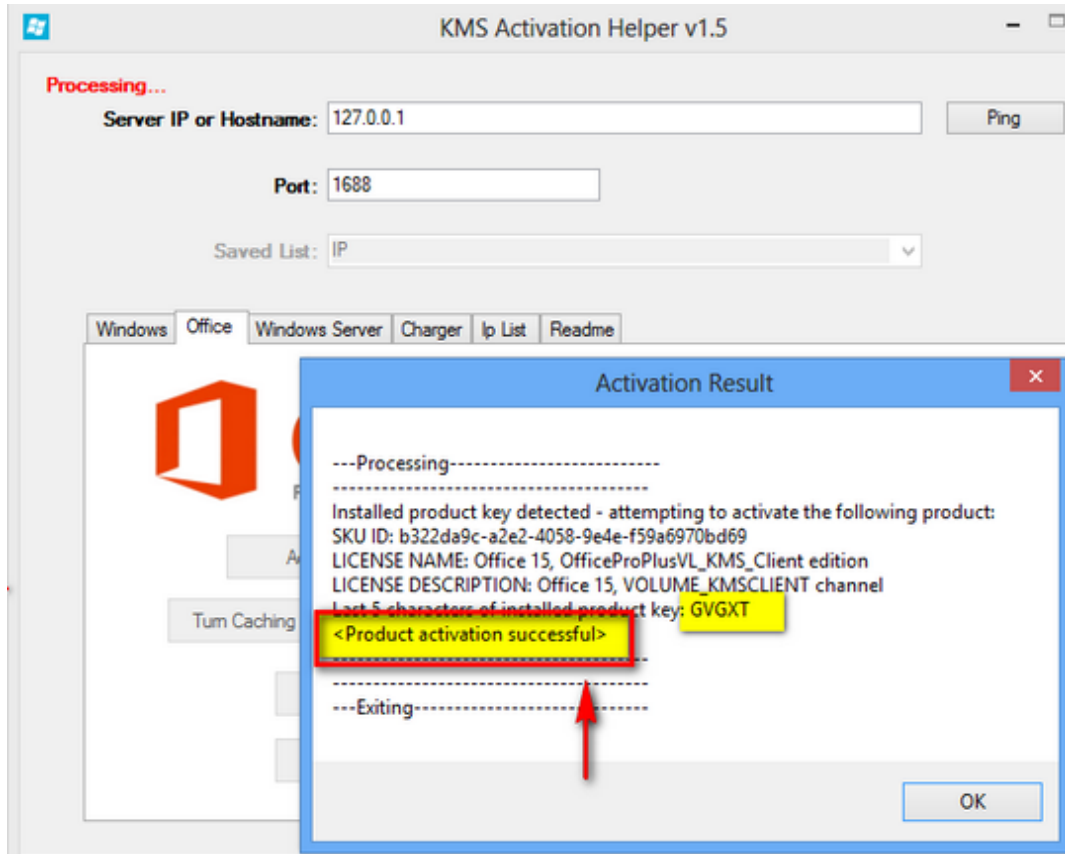 KMS Activation Helper v1.5
Processing...
Server IP or Hostname: 127.0.0.1 Ping
Port: 1688
Saved List: IP
Windows Office Windows Server Charger Ip List Readme
Activation Result
---Processing--------------------------
---------------------------------------
Installed product key detected - attempting to activate the following product:
SKU ID: b322da9c-a2e2-4058-9e4e-f59a6970bd69
LICENSE NAME: Office 15, OfficeProPlusVL_KMS_Client edition
LICENSE DESCRIPTION: Office 15, VOLUME_KMSCLIENT channel
Last 5 characters of installed product key: GVGXT
<Product activation successful>
---------------------------------------
---------------------------------------
---Exiting-----------------------------
Turn Caching
OK